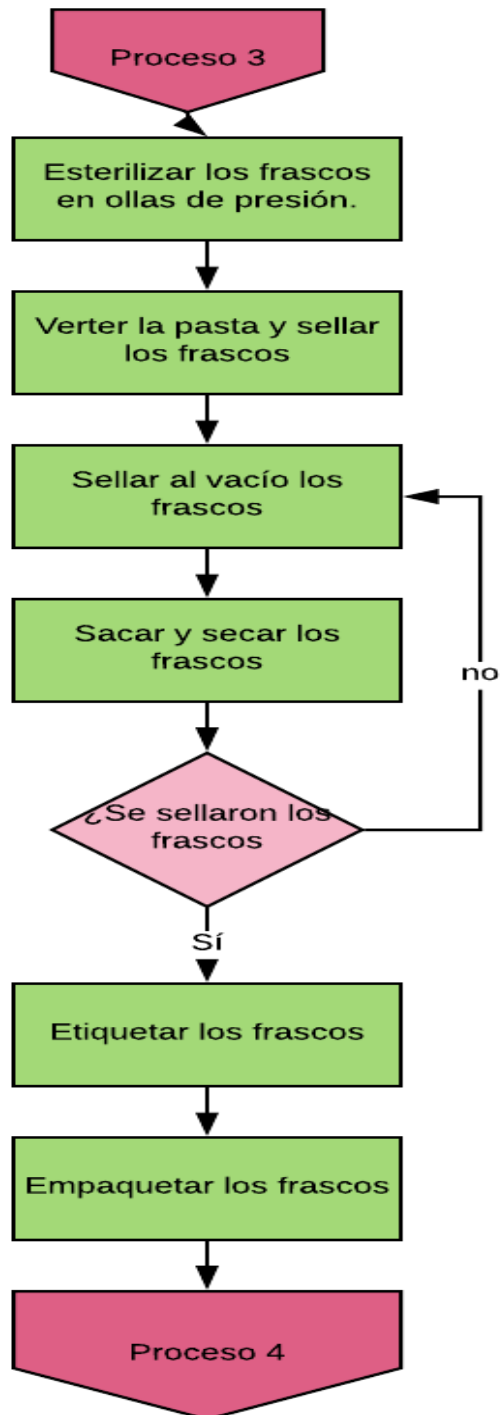 Proceso 3
Esterilizar los frascos
en ollas de presión.
Verter la pasta y sellar
los frascos
Sellar al vacío los
frascos
Sacar y secar los
frascos
no
¿Se sellaron los
frascos
Sí
Etiquetar los frascos
Empaquetar los frascos
Proceso 4